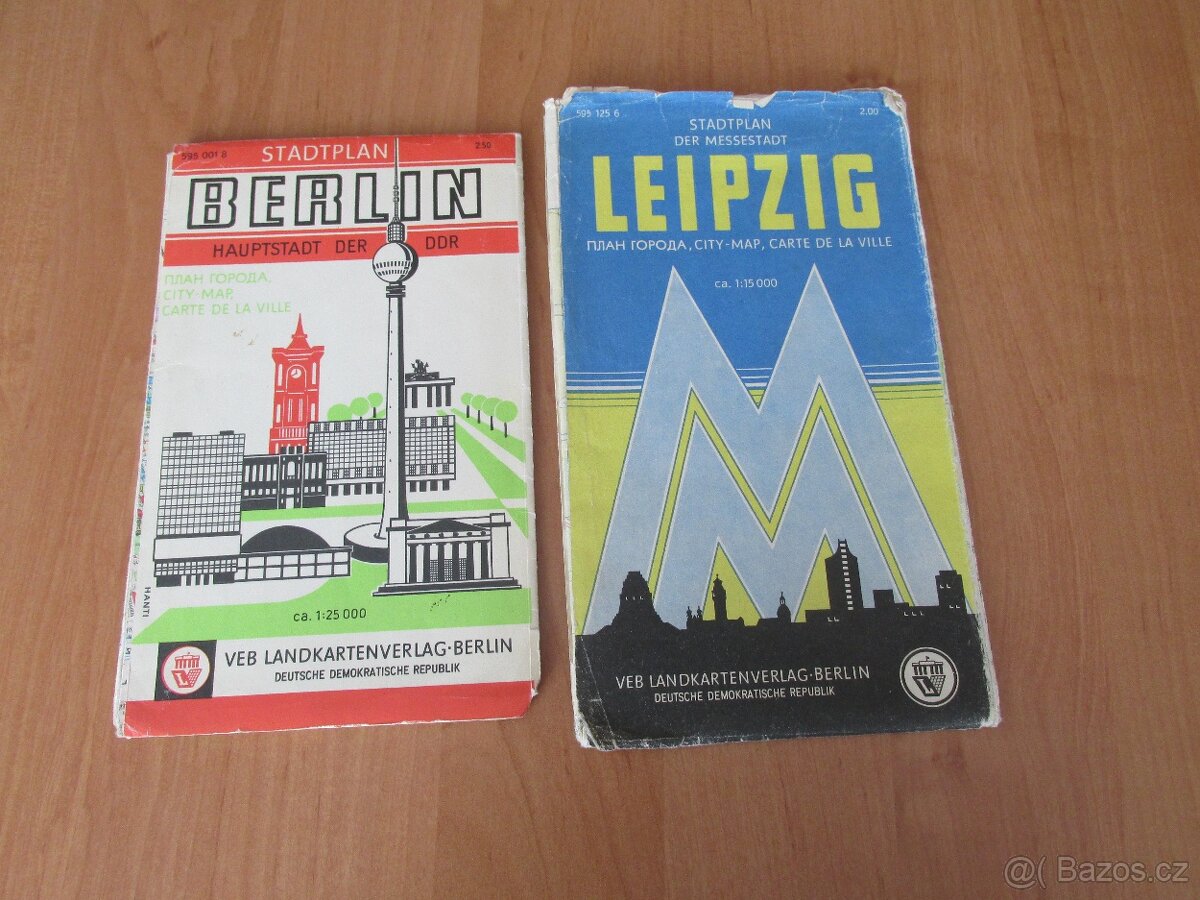 595 001 8
STADTPLAN
2.50
BERLIN
HAUPTSTADT DER DDR
ПЛАН ГОРОДА,
CITY-MAP,
CARTE DE LA VILLE
HANTI
ca. 1:25 000
VEB LANDKARTENVERLAG·BERLIN
DEUTSCHE DEMOKRATISCHE REPUBLIK
595 125 6
2.00
STADTPLAN
DER MESSESTADT
LEIPZIG
ПЛАН ГОРОДА, CITY-MAP, CARTE DE LA VILLE
ca. 1:15 000
VEB LANDKARTENVERLAG·BERLIN
DEUTSCHE DEMOKRATISCHE REPUBLIK
@( Bazos.cz